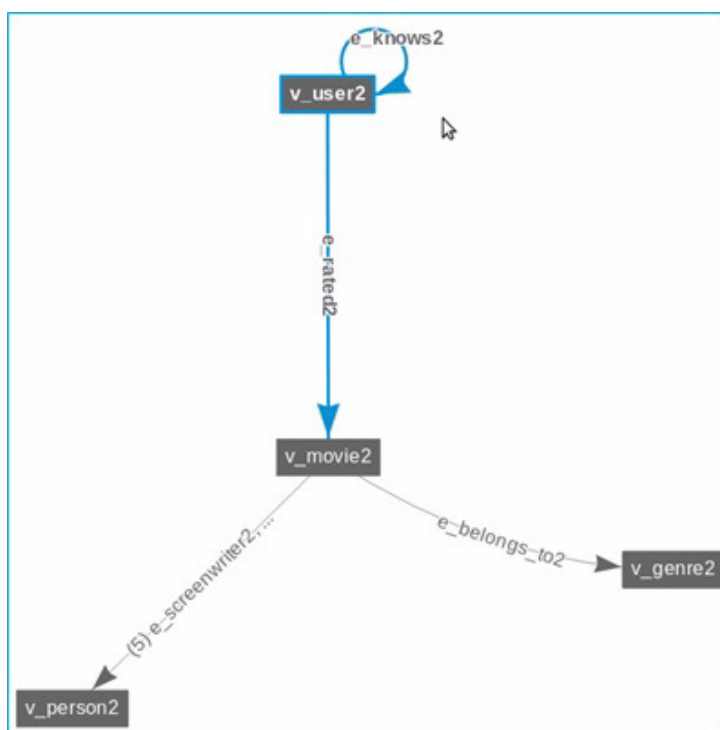 e_knows2
v_user2
e_rated2
v_movie2
e_belongs_to2
(5) e_screenwriter2, ...
v_genre2
v_person2